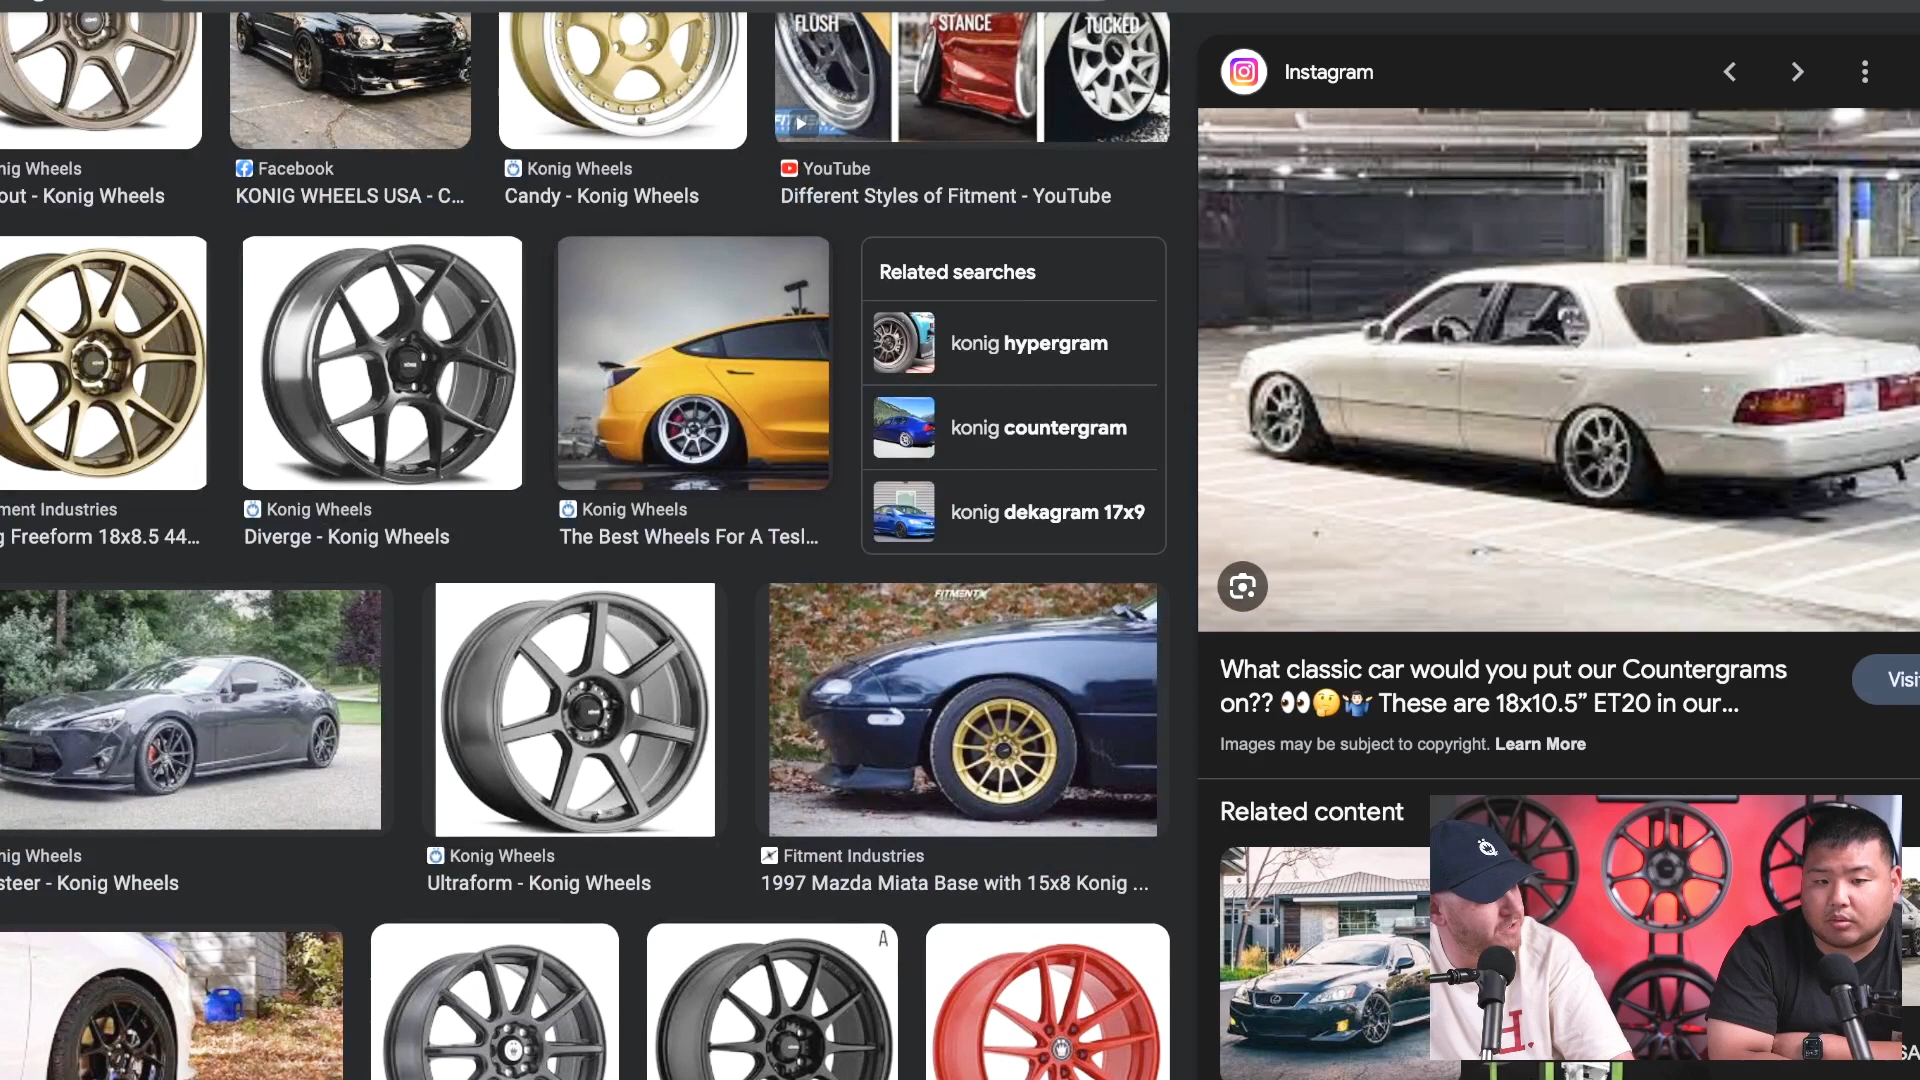 FLUSH
STANCE
TUCKED
Instagram
nig Wheels
out - Konig Wheels
Facebook
KONIG WHEELS USA - C...
Konig Wheels
Candy - Konig Wheels
YouTube
Different Styles of Fitment - YouTube
ment Industries
g Freeform 18x8.5 44...
Konig Wheels
Diverge - Konig Wheels
Konig Wheels
The Best Wheels For A Tesl...
Related searches
konig hypergram
konig countergram
konig dekagram 17x9
What classic car would you put our Countergrams
on?? 👀🤔🤷🏻‍♂️ These are 18x10.5” ET20 in our...
Visi
Images may be subject to copyright. Learn More
Related content
FITMENT
nig Wheels
steer - Konig Wheels
Konig Wheels
Ultraform - Konig Wheels
Fitment Industries
1997 Mazda Miata Base with 15x8 Konig ...
A
H.